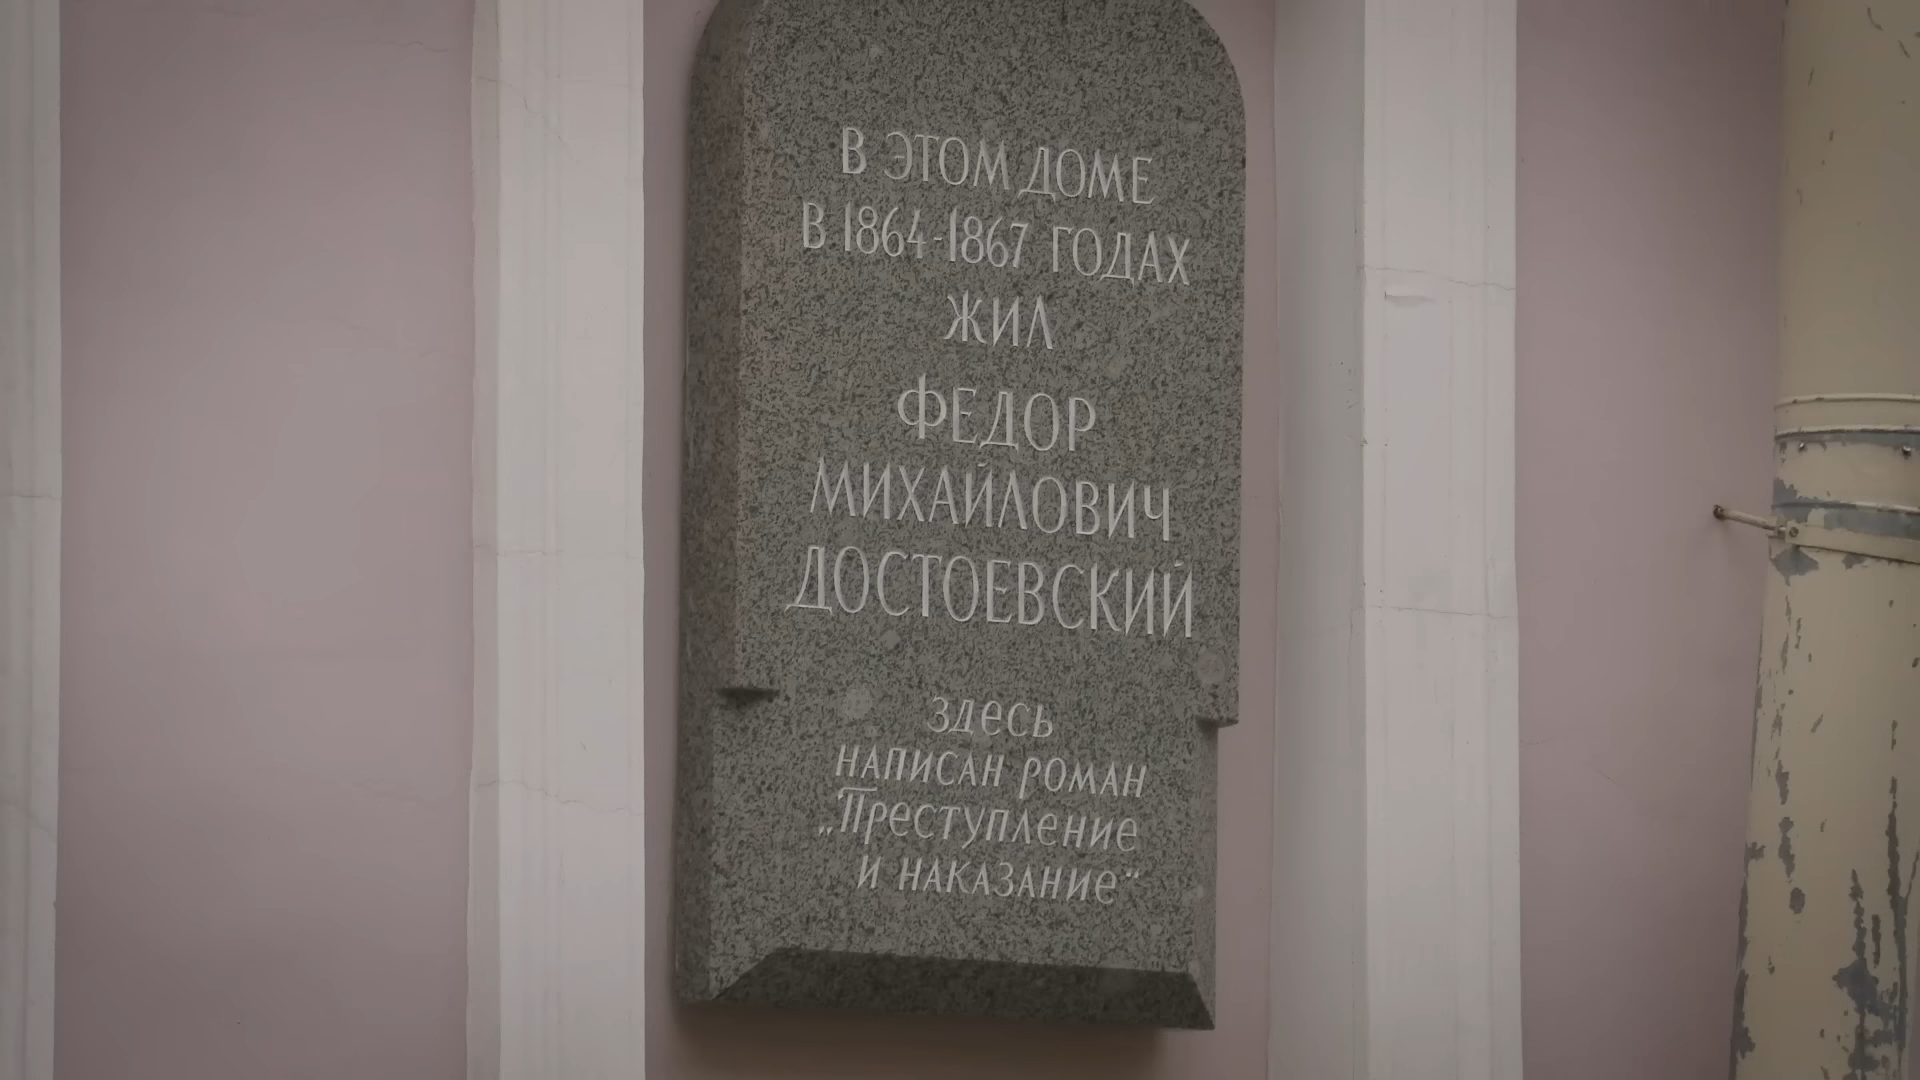 В ЭТОМ ДОМЕ
В 1864-1867 ГОДАХ
ЖИЛ
ФЕДОР
МИХАЙЛОВИЧ
ДОСТОЕВСКИЙ
здесь
написан роман
„Преступление
и наказание“